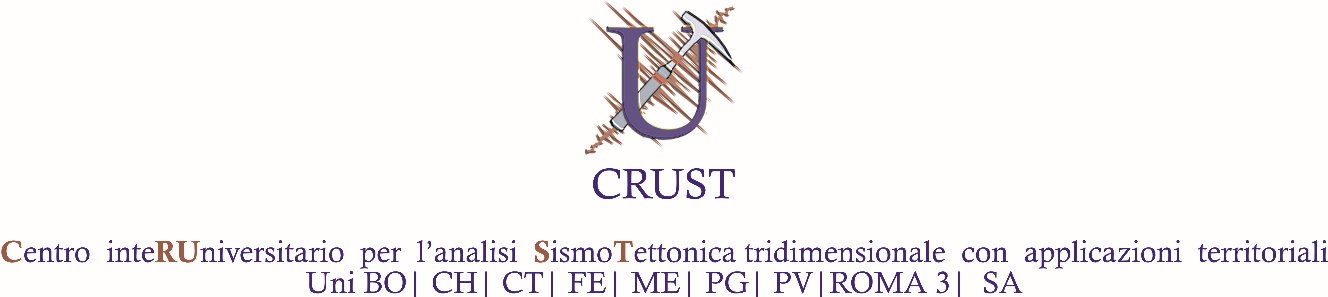 U
CRUST
Centro inteRUniversitario per l'analisi SismoTettonica tridimensionale con applicazioni territoriali
Uni BO| CH| CT| FE| ME| PG| PV|ROMA 3| SA